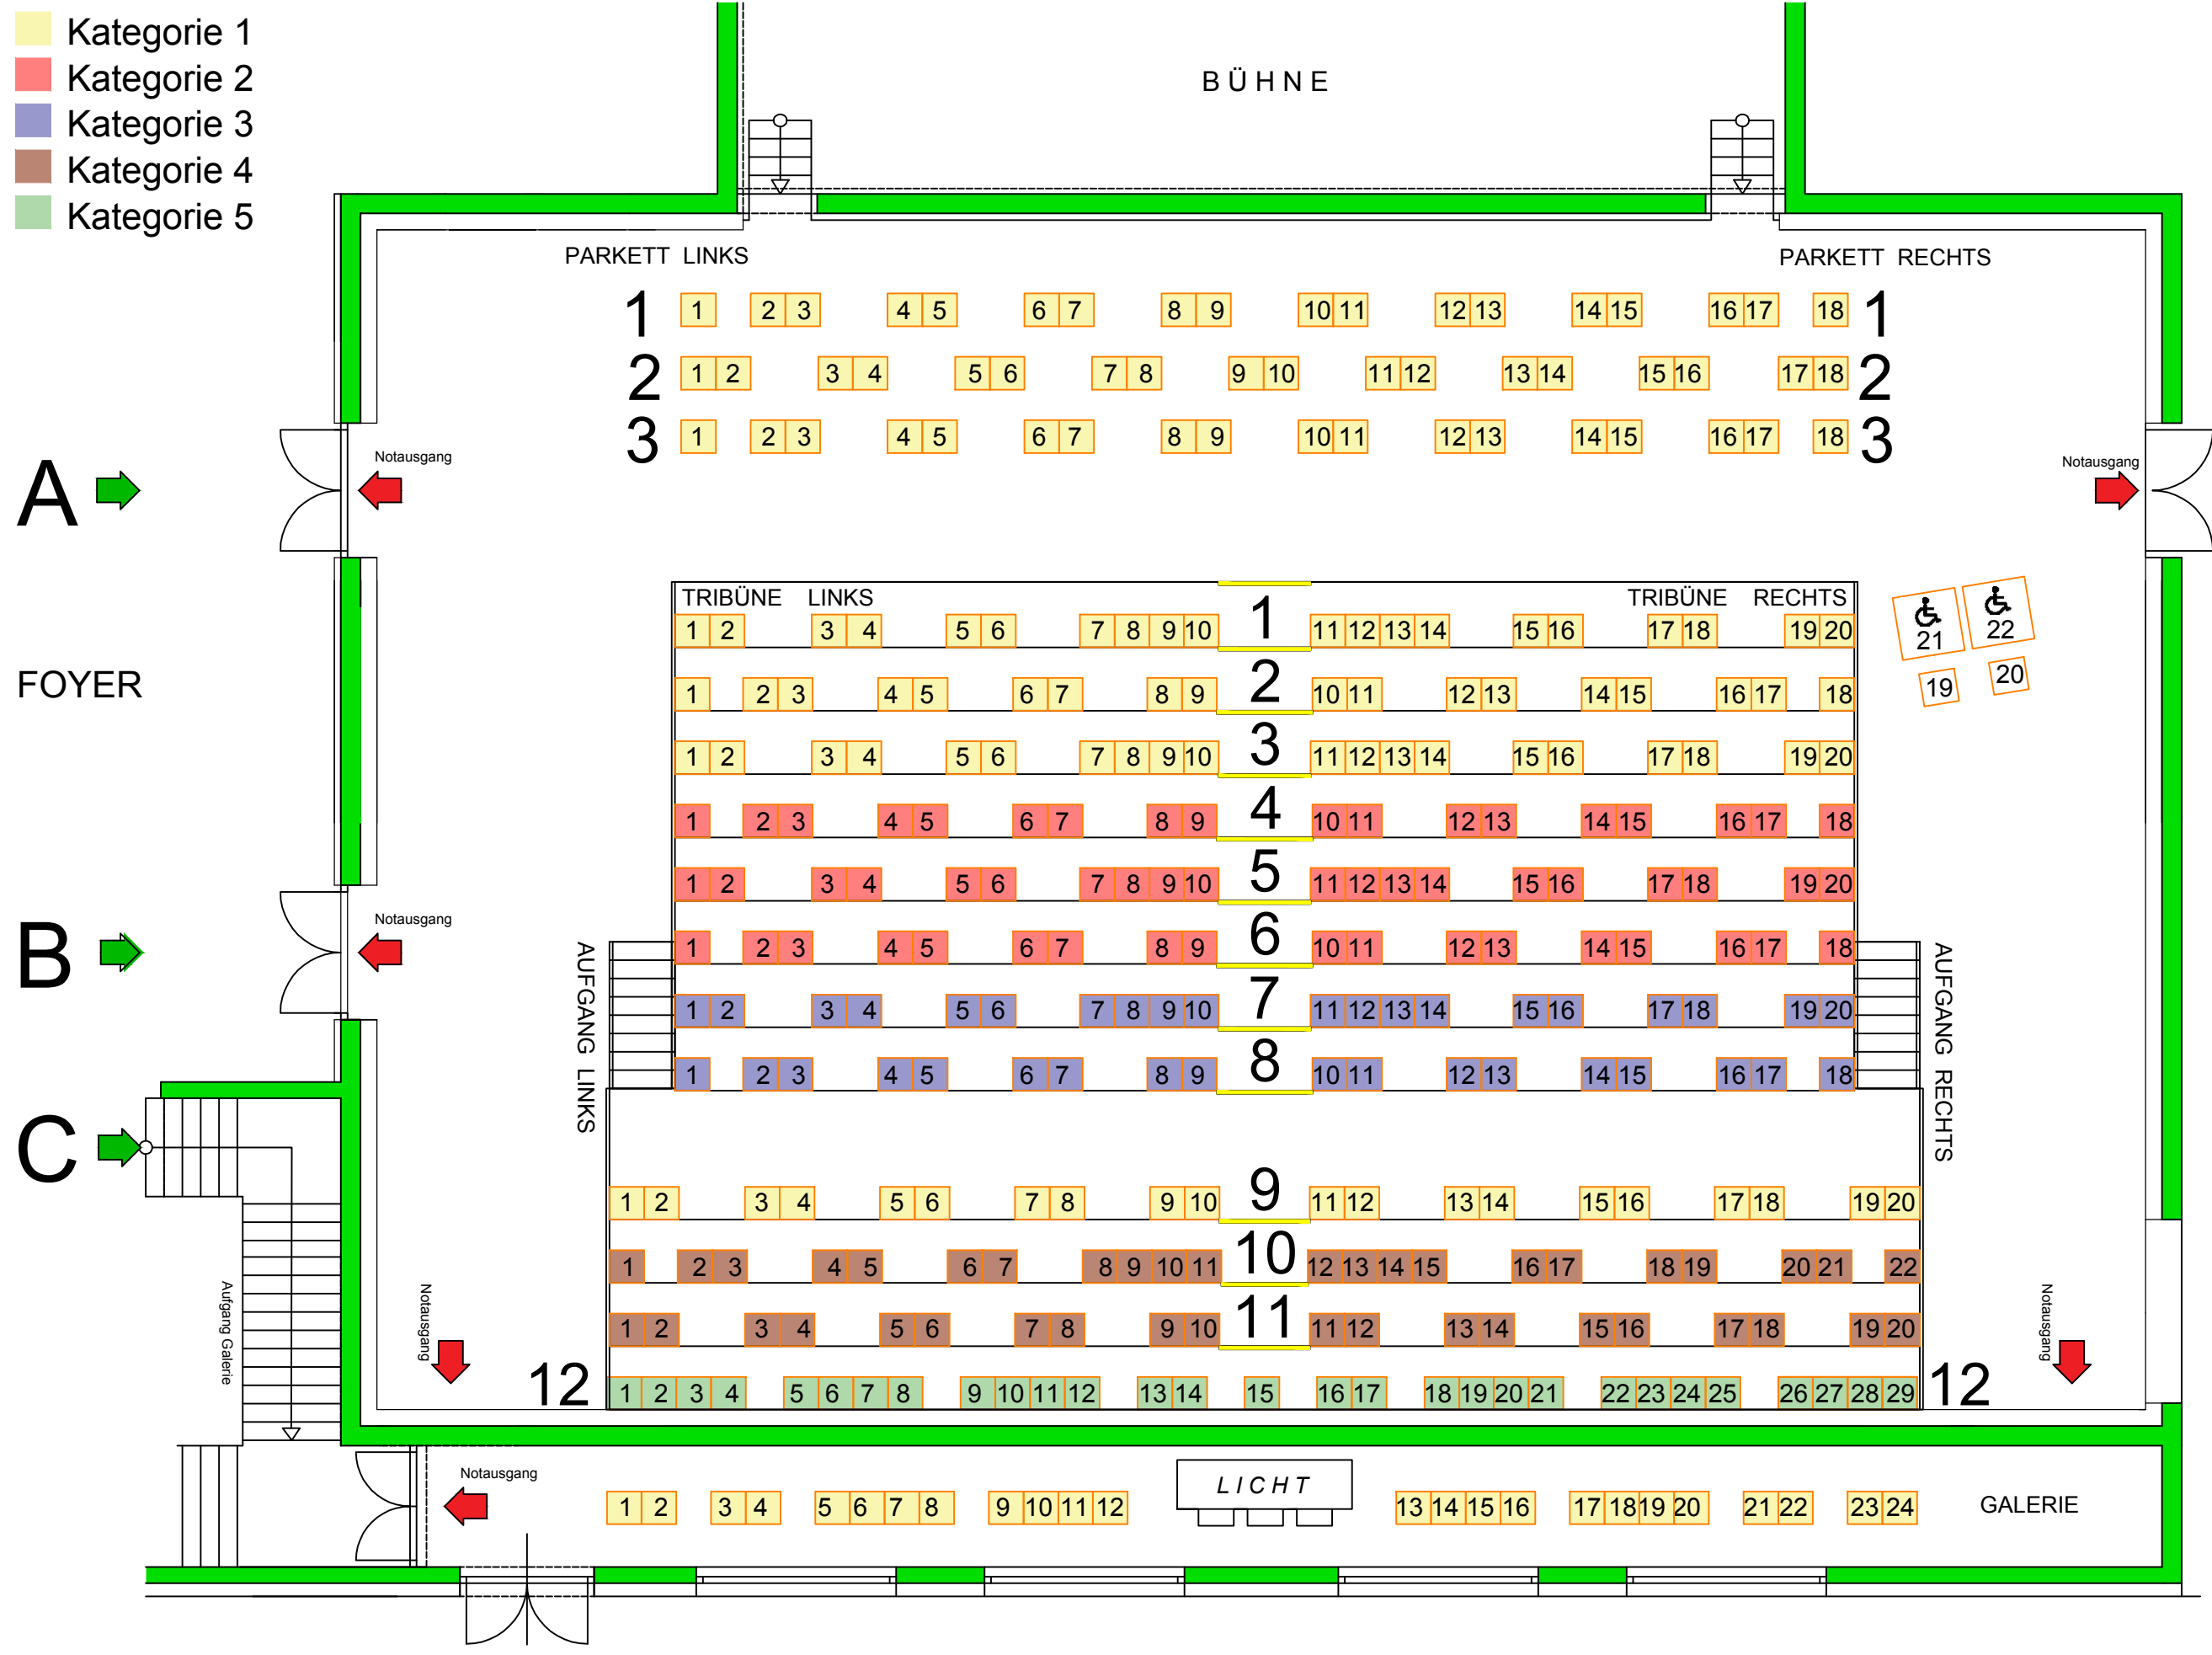 Kategorie 1
Kategorie 2
Kategorie 3
Kategorie 4
Kategorie 5
BÜHNE
PARKETT LINKS
PARKETT RECHTS
1 1 2 3 4 5 6 7 8 9 10 11 12 13 14 15 16 17 18 1
2 1 2 3 4 5 6 7 8 9 10 11 12 13 14 15 16 17 18 2
3 1 2 3 4 5 6 7 8 9 10 11 12 13 14 15 16 17 18 3
A
Notausgang
Notausgang
TRIBÜNE LINKS
TRIBÜNE RECHTS
1 2 3 4 5 6 7 8 9 10 1 11 12 13 14 15 16 17 18 19 20
21 22
FOYER
1 2 3 4 5 6 7 8 9 2 10 11 12 13 14 15 16 17 18
19 20
1 2 3 4 5 6 7 8 9 10 3 11 12 13 14 15 16 17 18 19 20
1 2 3 4 5 6 7 8 9 4 10 11 12 13 14 15 16 17 18
1 2 3 4 5 6 7 8 9 10 5 11 12 13 14 15 16 17 18 19 20
Notausgang
B
1 2 3 4 5 6 7 8 9 6 10 11 12 13 14 15 16 17 18
AUFGANG LINKS
AUFGANG RECHTS
1 2 3 4 5 6 7 8 9 10 7 11 12 13 14 15 16 17 18 19 20
1 2 3 4 5 6 7 8 9 8 10 11 12 13 14 15 16 17 18
C
1 2 3 4 5 6 7 8 9 10 9 11 12 13 14 15 16 17 18 19 20
1 2 3 4 5 6 7 8 9 10 11 10 12 13 14 15 16 17 18 19 20 21 22
Aufgang Galerie
Notausgang
Notausgang
1 2 3 4 5 6 7 8 9 10 11 11 12 13 14 15 16 17 18 19 20
12 1 2 3 4 5 6 7 8 9 10 11 12 13 14 15 16 17 18 19 20 21 22 23 24 25 26 27 28 29 12
Notausgang
LICHT
1 2 3 4 5 6 7 8 9 10 11 12 13 14 15 16 17 18 19 20 21 22 23 24
GALERIE